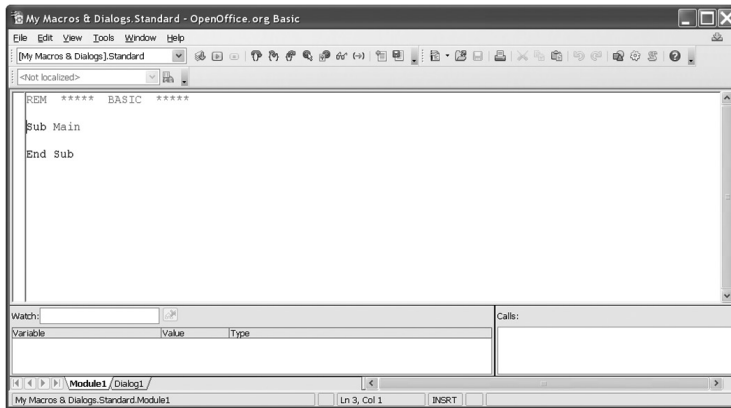 My Macros & Dialogs.Standard - OpenOffice.org Basic
File Edit View Tools Window Help
[My Macros & Dialogs].Standard
<Not localized>
REM ***** BASIC *****
Sub Main
End Sub
Watch:
Calls:
Variable Value Type
Module1 Dialog1
My Macros & Dialogs.Standard.Module1 Ln 3, Col 1 INSRT